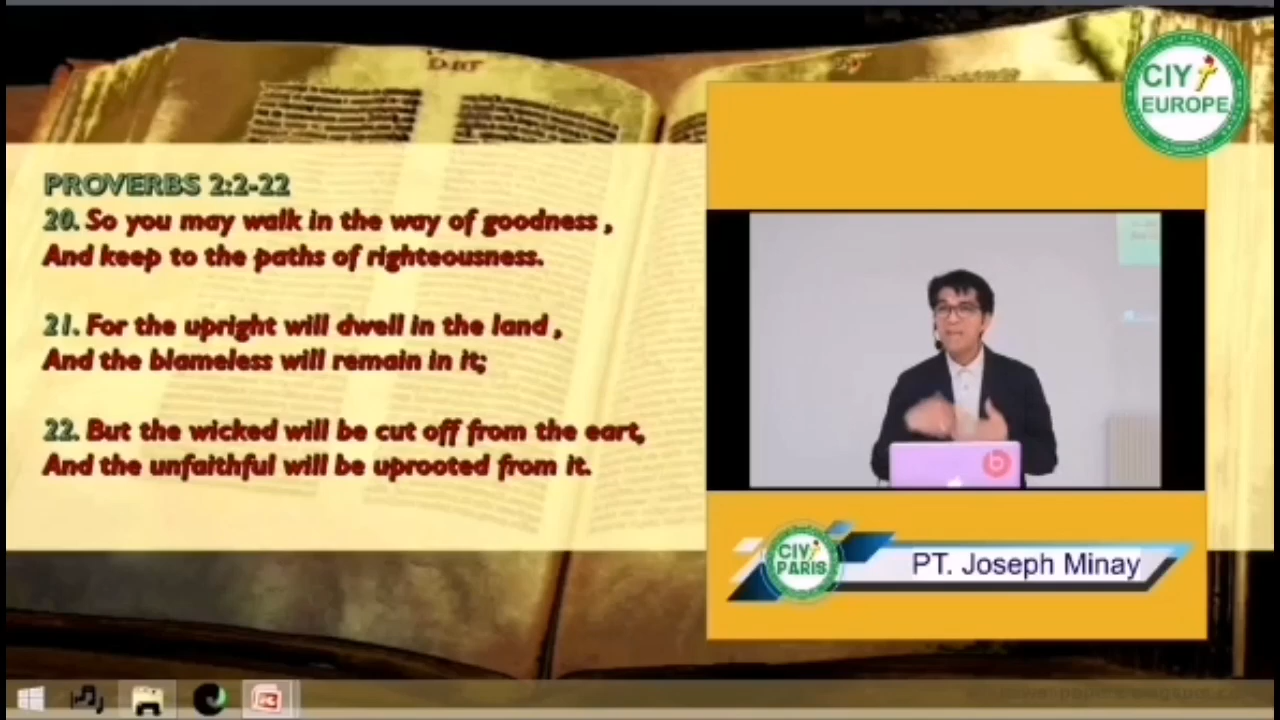 PROVERBS 2:2-22
20. So you may walk in the way of goodness ,
And keep to the paths of righteousness.
21. For the upright will dwell in the land ,
And the blameless will remain in it;
22. But the wicked will be cut off from the eart,
And the unfaithful will be uprooted from it.
CIY
EUROPE
CIY
PARIS
PT. Joseph Minay